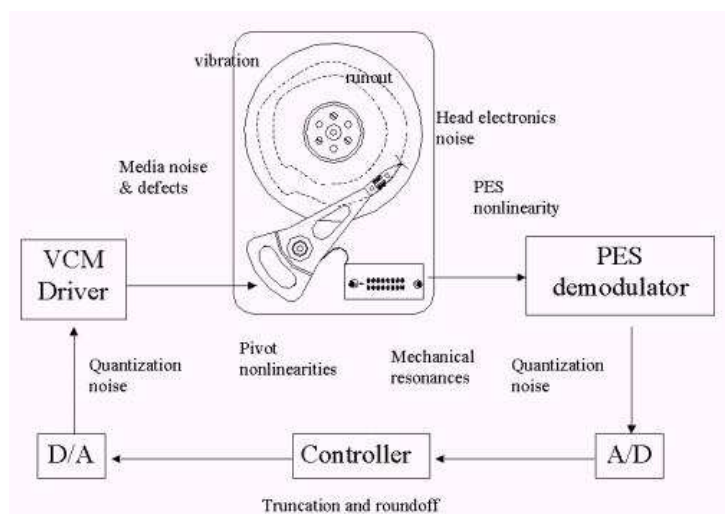 vibration
runout
Head electronics
noise
Media noise
& defects
PES
nonlinearity
VCM
Driver
PES
demodulator
Pivot
nonlinearities
Mechanical
resonances
Quantization
noise
Quantization
noise
D/A
Controller
A/D
Truncation and roundoff